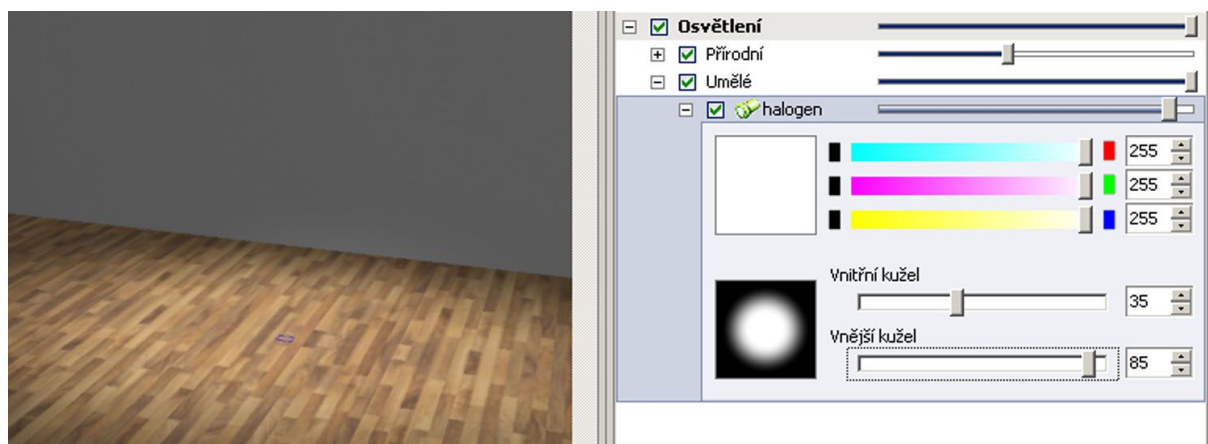 Osvětlení
Přírodní
Umělé
halogen
255
255
255
Vnitřní kužel
35
Vnější kužel
85